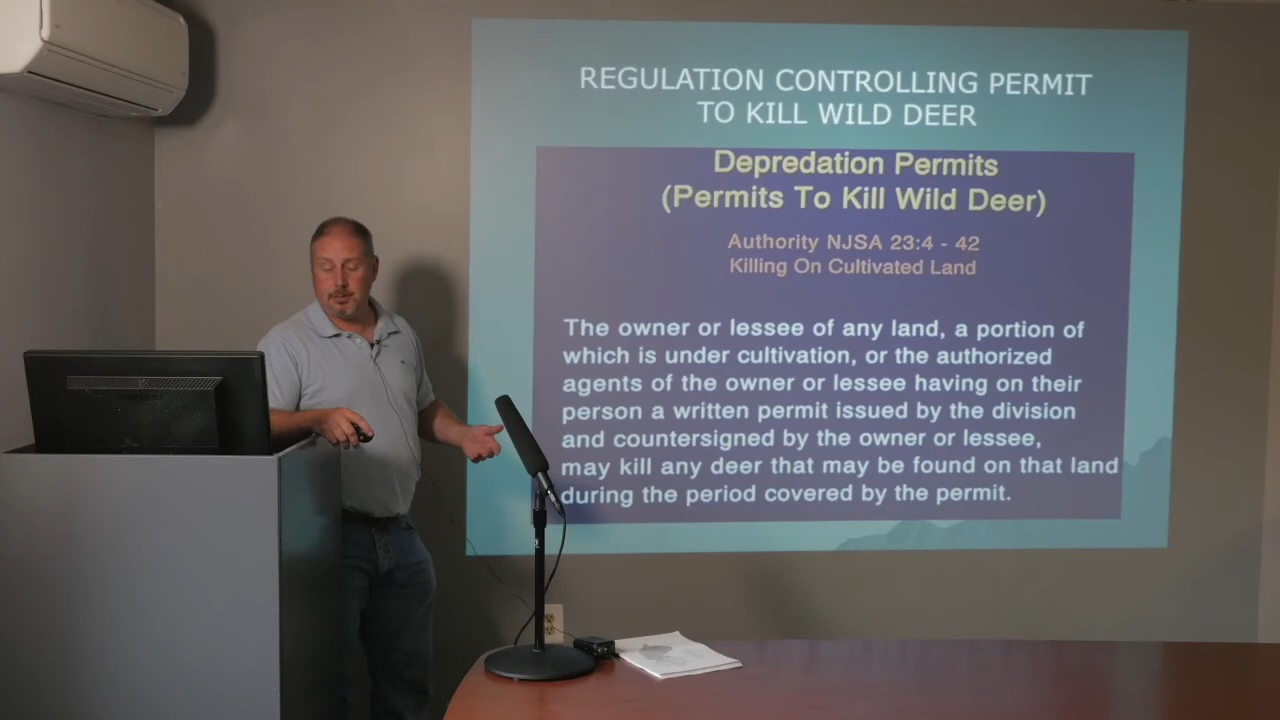 REGULATION CONTROLLING PERMIT
TO KILL WILD DEER
Depredation Permits
(Permits To Kill Wild Deer)
Authority NJSA 23:4 - 42
Killing On Cultivated Land
The owner or lessee of any land, a portion of
which is under cultivation, or the authorized
agents of the owner or lessee having on their
person a written permit issued by the division
and countersigned by the owner or lessee,
may kill any deer that may be found on that land
during the period covered by the permit.